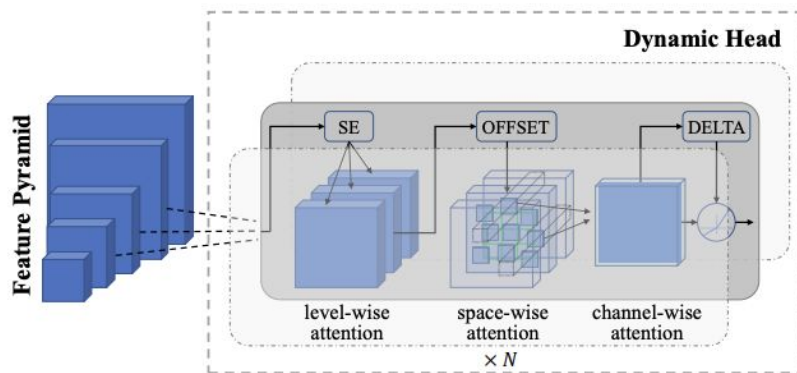 Dynamic Head
Feature Pyramid
SE
OFFSET
DELTA
level-wise
attention
space-wise
attention
channel-wise
attention
× N